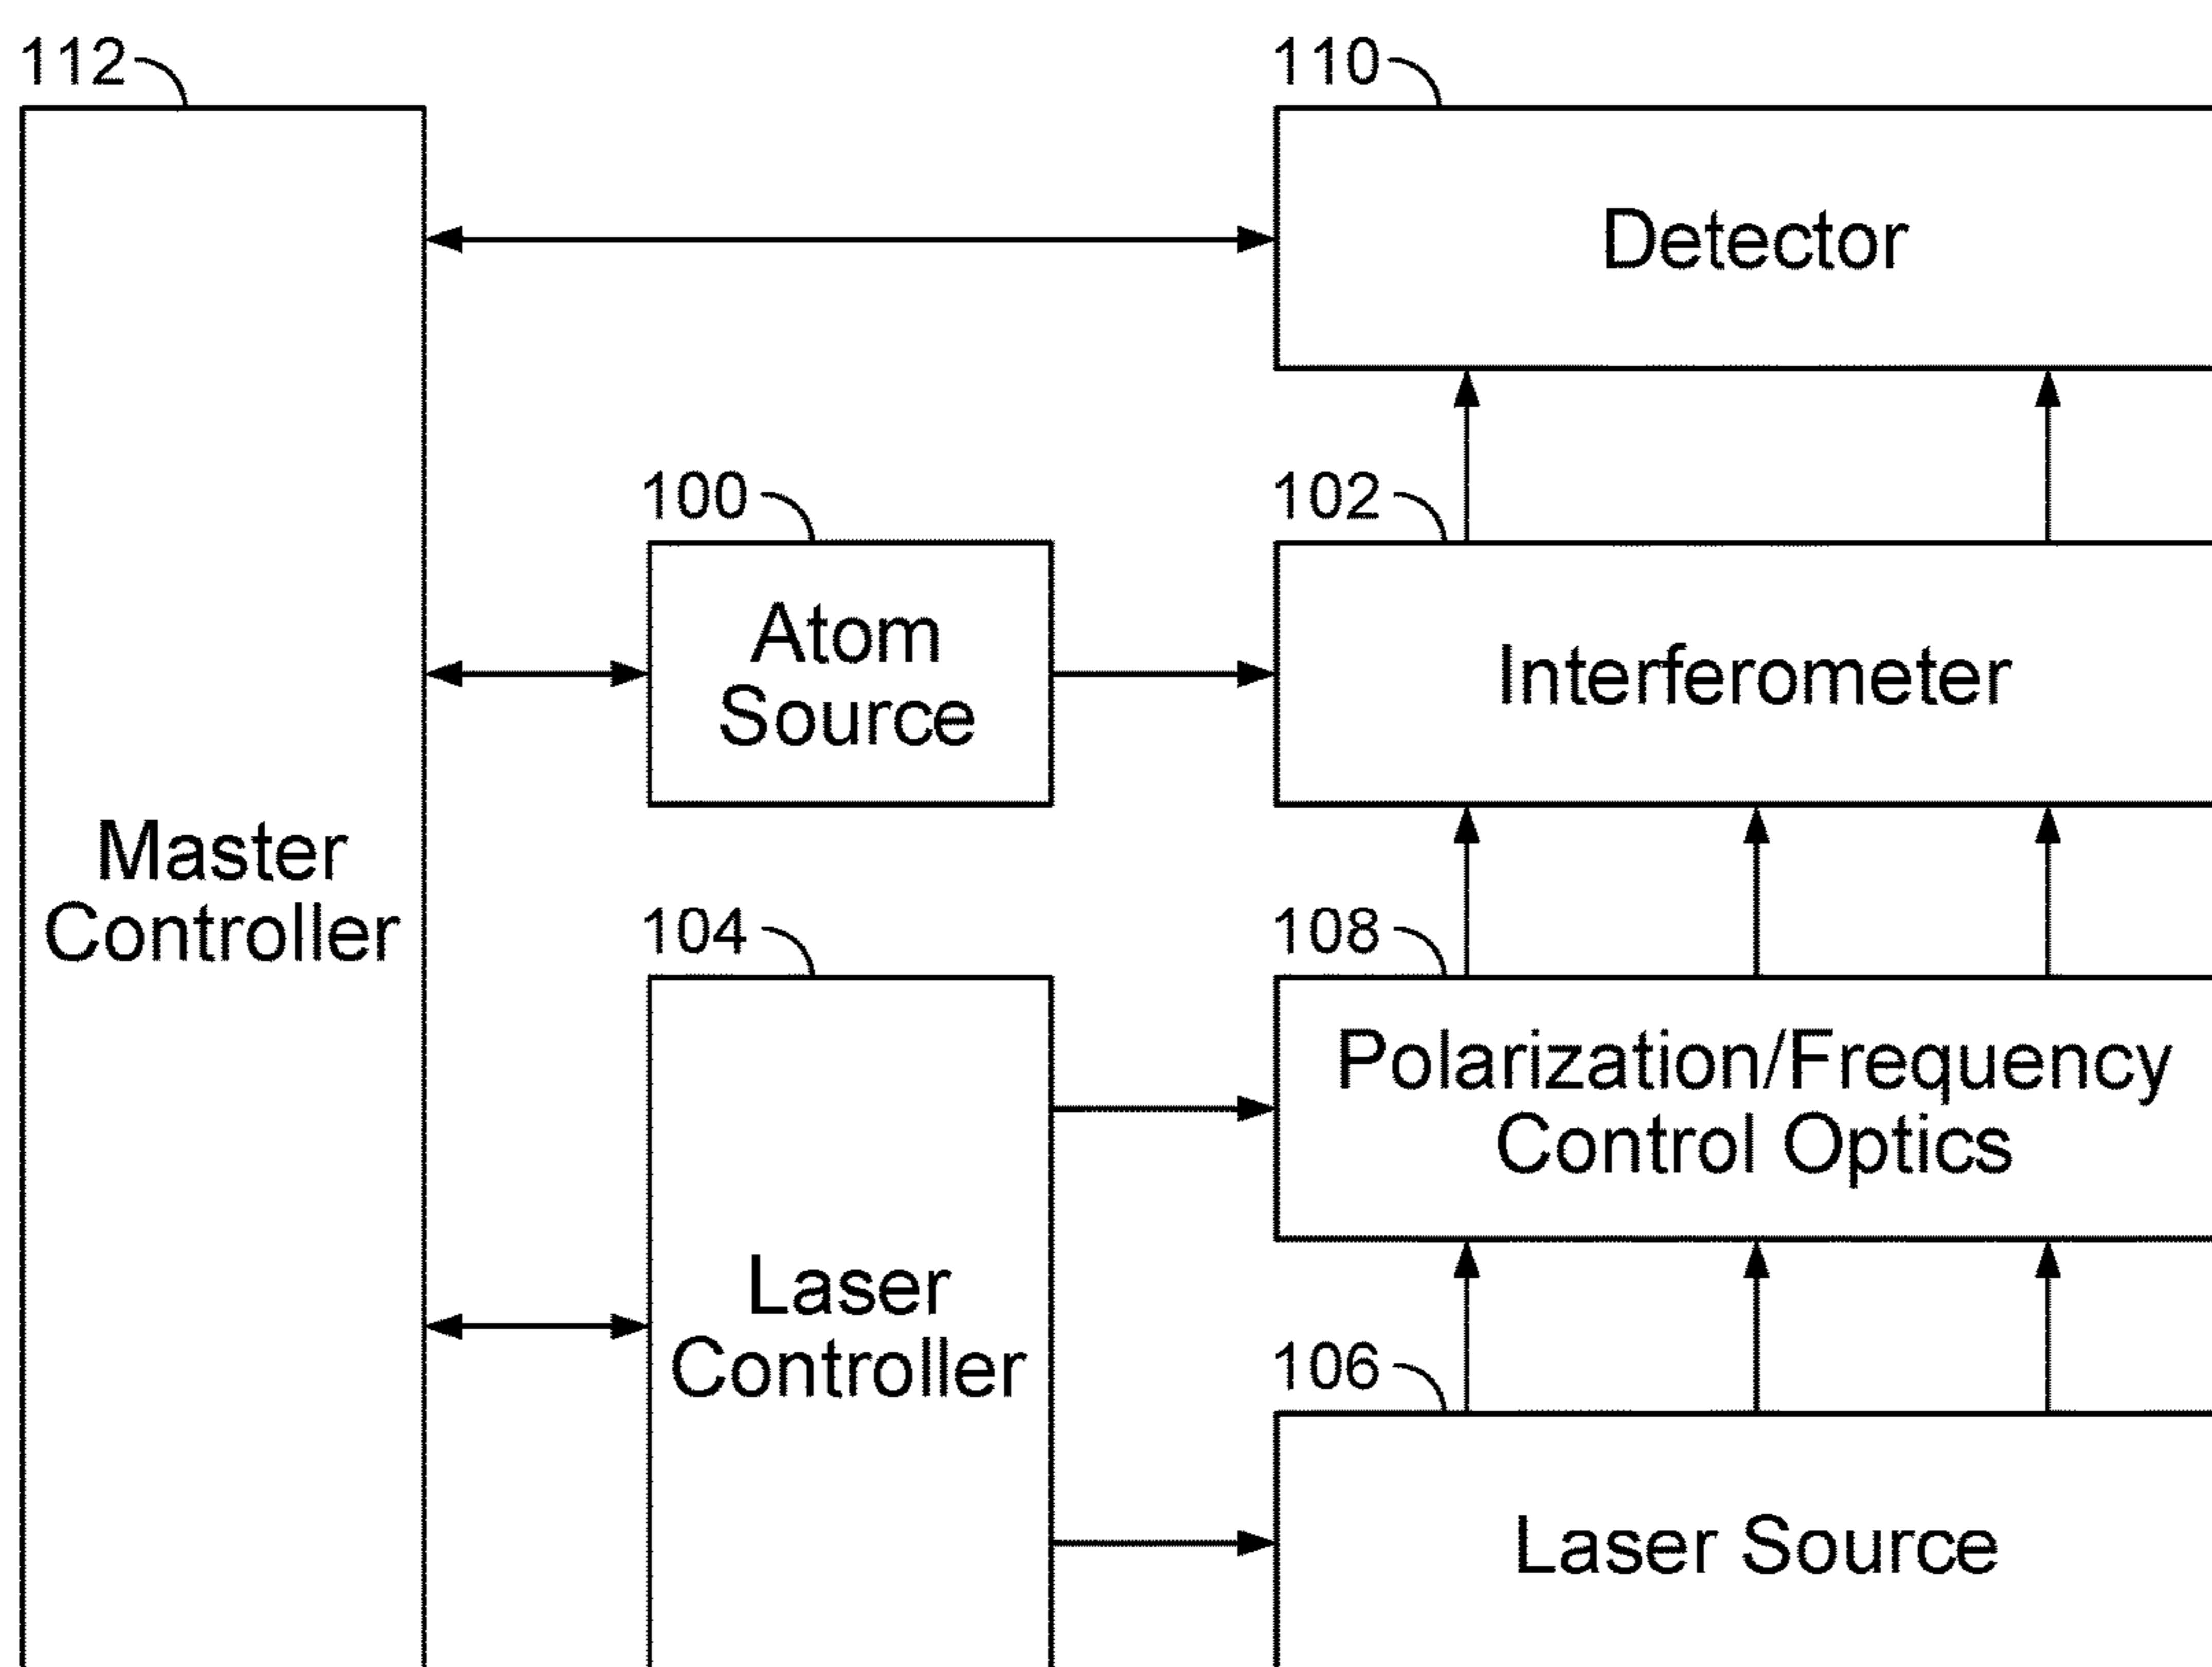 112
110
Detector
100
102
Atom
Source
Interferometer
Master
Controller
104
108
Polarization/Frequency
Control Optics
Laser
Controller
106
Laser Source